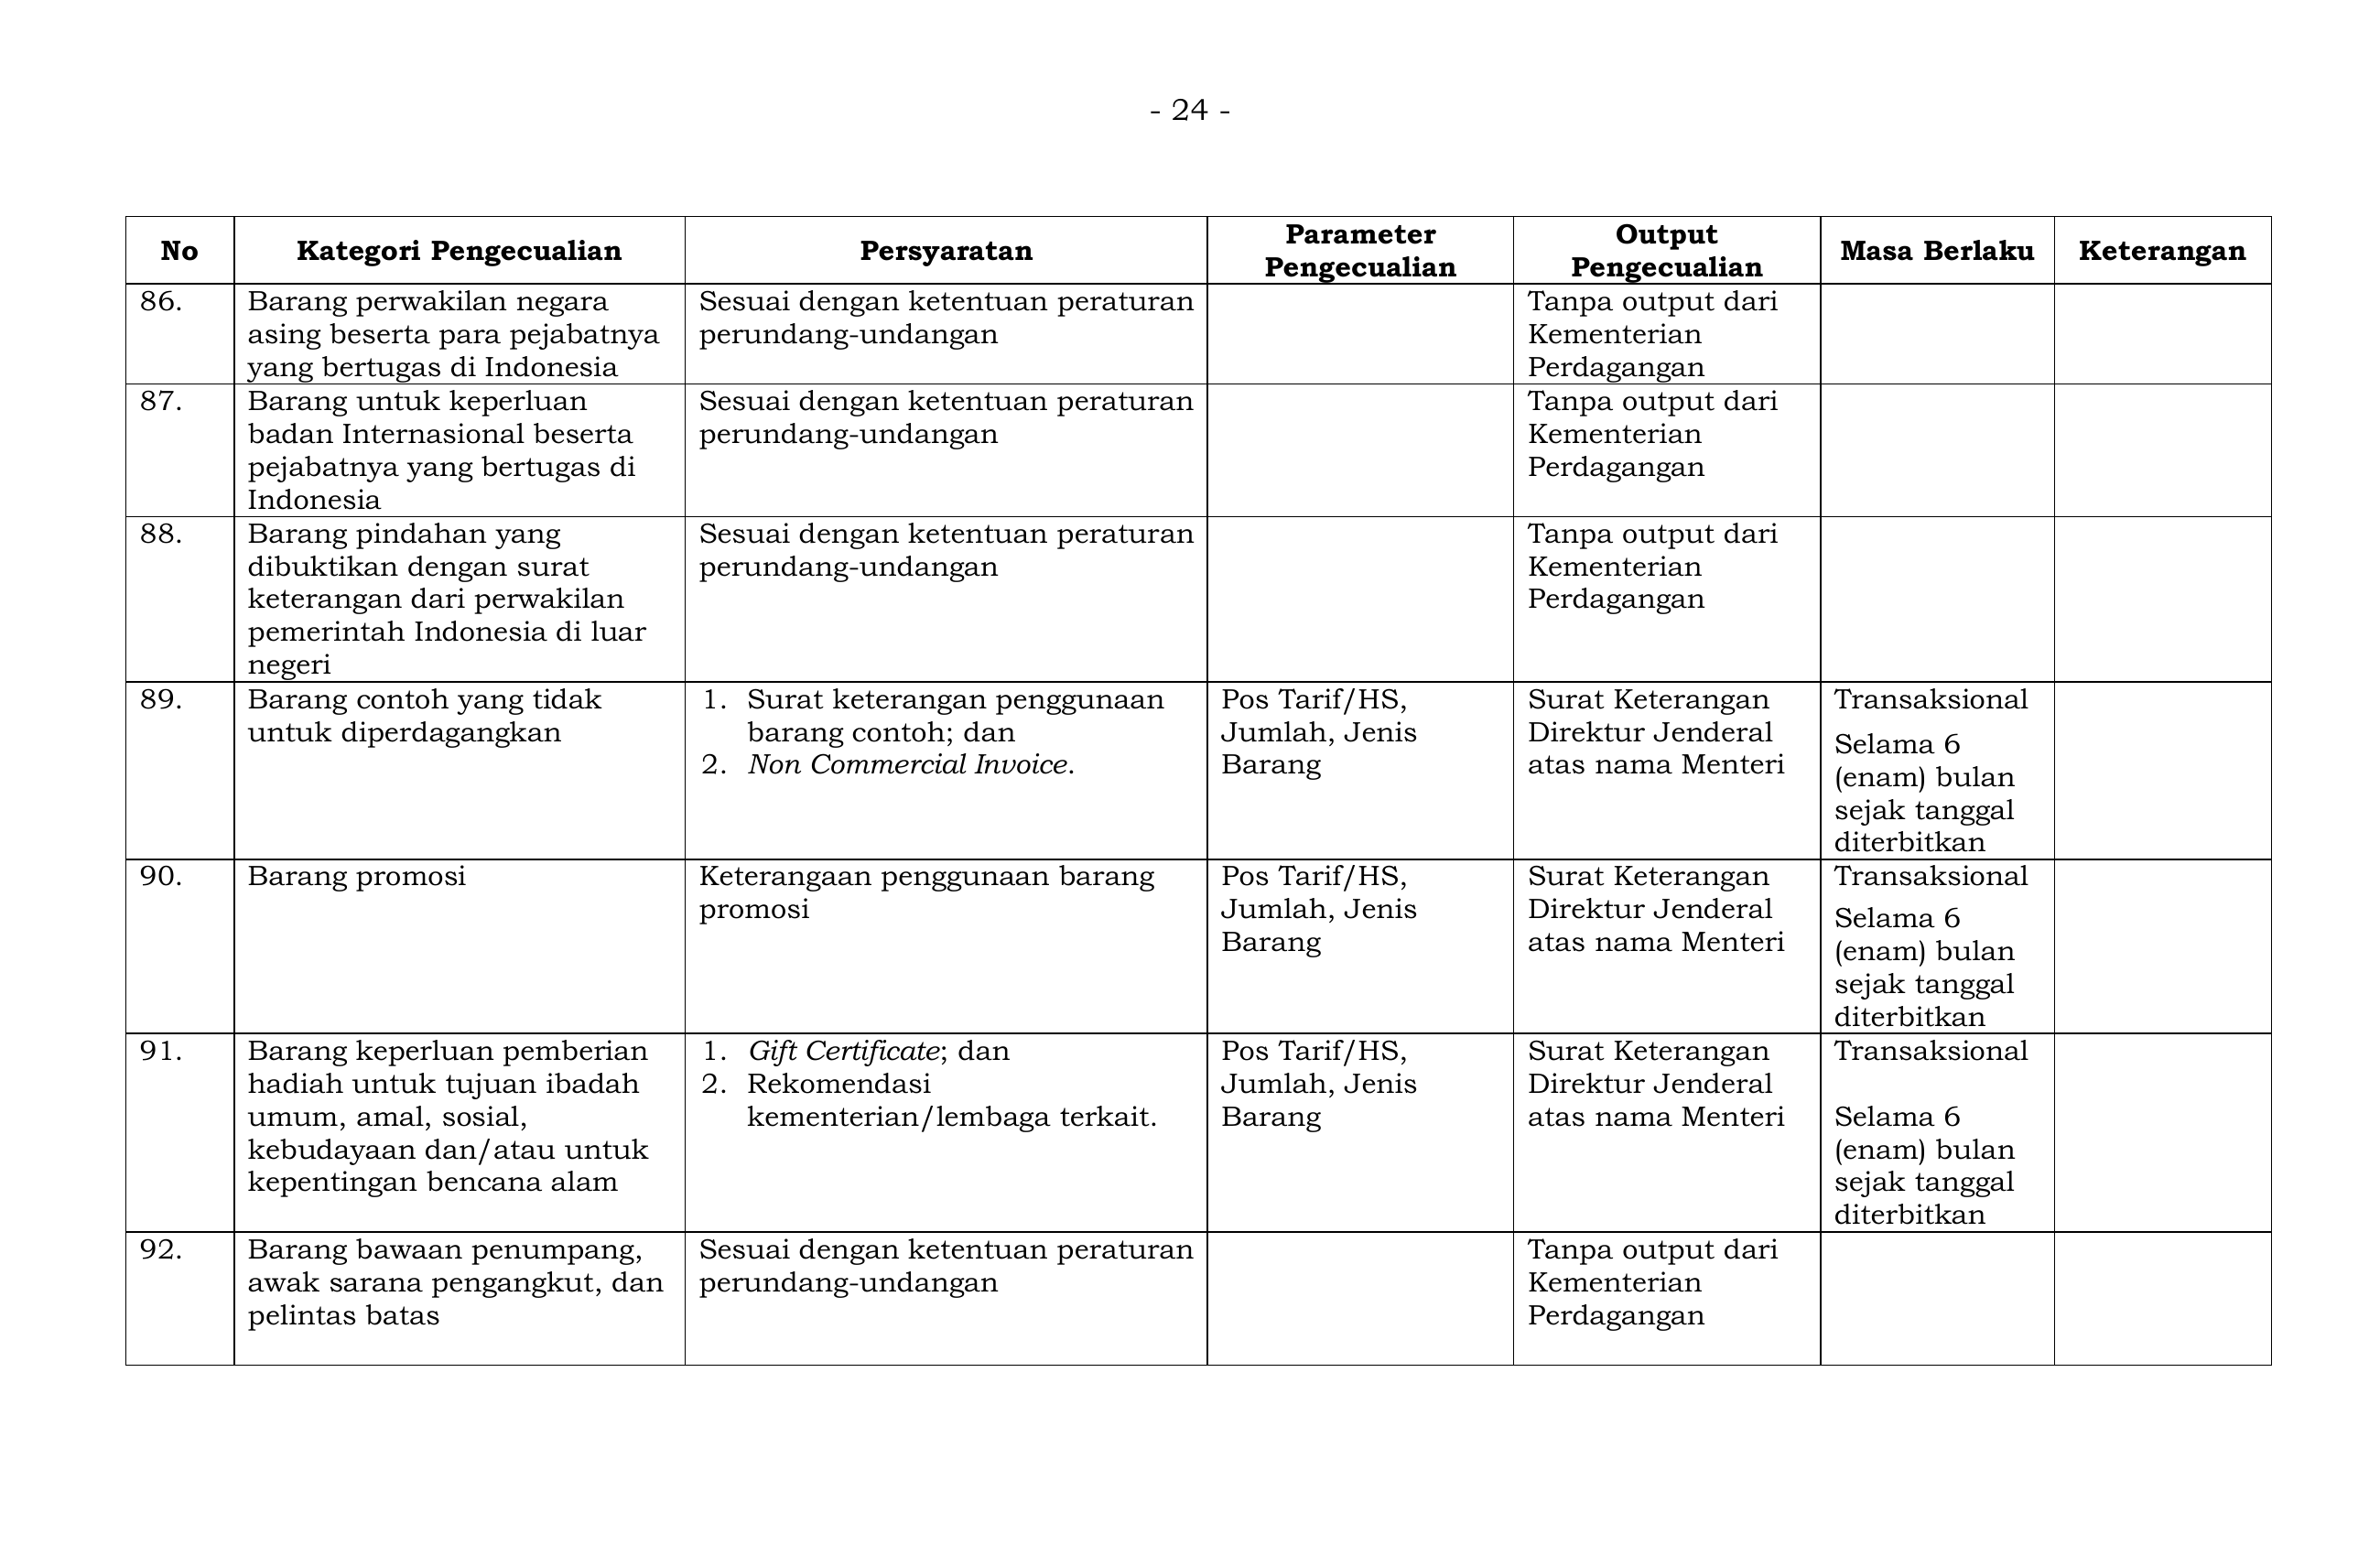 - 24 -
No
Kategori Pengecualian
Persyaratan
Parameter
Pengecualian
Output
Pengecualian
Masa Berlaku
Keterangan
86.
Barang perwakilan negara
asing beserta para pejabatnya
yang bertugas di Indonesia
Sesuai dengan ketentuan peraturan
perundang-undangan
Tanpa output dari
Kementerian
Perdagangan
87.
Barang untuk keperluan
badan Internasional beserta
pejabatnya yang bertugas di
Indonesia
Sesuai dengan ketentuan peraturan
perundang-undangan
Tanpa output dari
Kementerian
Perdagangan
88.
Barang pindahan yang
dibuktikan dengan surat
keterangan dari perwakilan
pemerintah Indonesia di luar
negeri
Sesuai dengan ketentuan peraturan
perundang-undangan
Tanpa output dari
Kementerian
Perdagangan
89.
Barang contoh yang tidak
untuk diperdagangkan
1. Surat keterangan penggunaan
barang contoh; dan
2. Non Commercial Invoice.
Pos Tarif/HS,
Jumlah, Jenis
Barang
Surat Keterangan
Direktur Jenderal
atas nama Menteri
Transaksional
Selama 6
(enam) bulan
sejak tanggal
diterbitkan
90.
Barang promosi
Keterangaan penggunaan barang
promosi
Pos Tarif/HS,
Jumlah, Jenis
Barang
Surat Keterangan
Direktur Jenderal
atas nama Menteri
Transaksional
Selama 6
(enam) bulan
sejak tanggal
diterbitkan
91.
Barang keperluan pemberian
hadiah untuk tujuan ibadah
umum, amal, sosial,
kebudayaan dan/atau untuk
kepentingan bencana alam
1. Gift Certificate; dan
2. Rekomendasi
kementerian/lembaga terkait.
Pos Tarif/HS,
Jumlah, Jenis
Barang
Surat Keterangan
Direktur Jenderal
atas nama Menteri
Transaksional
Selama 6
(enam) bulan
sejak tanggal
diterbitkan
92.
Barang bawaan penumpang,
awak sarana pengangkut, dan
pelintas batas
Sesuai dengan ketentuan peraturan
perundang-undangan
Tanpa output dari
Kementerian
Perdagangan